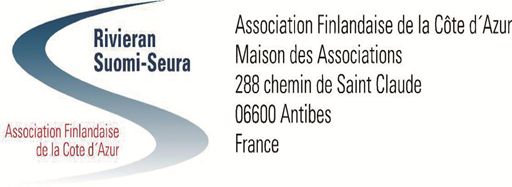 Rivieran
Suomi-Seura
Association Finlandaise
de la Cote d´Azur
Association Finlandaise de la Côte d´Azur
Maison des Associations
288 chemin de Saint Claude
06600 Antibes
France